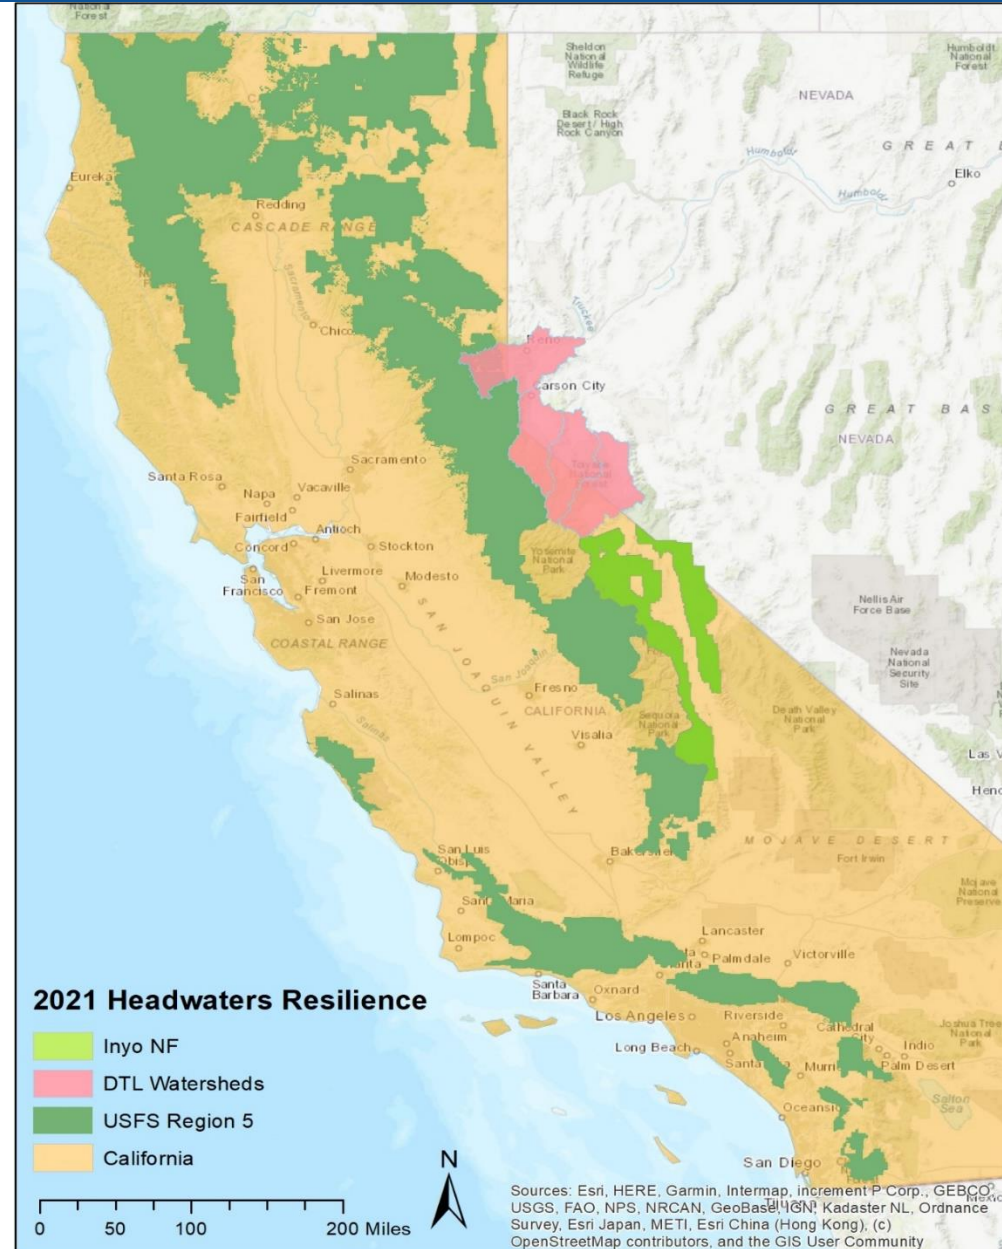 National
Forest
Sheldon
National
Wildlife
Refuge
Humboldt
National
Forest
NEVADA
Black Rock
Desert / High
Rock Canyon
GREAT
Humboldt
Elko
Humboldt
Eureka
Redding
CASCADE RANGE
Sacramento
Truckee
Chico
Reno
Carson City
GREAT BAS
NEVADA
Toiyabe
National
Forest
Sacramento
Santa Rosa
Napa
Vacaville
Fairfield
Antioch
Concord
Stockton
Yosemite
National
Park
San
Francisco
Livermore
Fremont
Modesto
San Jose
COASTAL RANGE
SAN JOAQUIN VALLEY
San Joaquin
Nellis Air
Force Base
Nevada
National
Security
Site
Salinas
Salinas
Fresno
CALIFORNIA
Sequoia
National
Park
Death Valley
National
Park
Visalia
Las V
Hend
MOJAVE DESERT
San Luis
Obisp
Bakersfiel
Fort Irwin
Mojave
National
Preserve
Santa Maria
Lompoc
Lancaster
Palmdale
Victorville
Santa
Barbara
Oxnard
Los Angeles
Riverside
Cathedral
City
Joshua Tree
National
Park
Long Beach
Anaheim
Indio
Santa
Murri
Palm Desert
Oceansid
Salton
Sea
San Diego
Tijuana
Mexic
2021 Headwaters Resilience
Inyo NF
DTL Watersheds
USFS Region 5
California
N
0 50 100 200 Miles
Sources: Esri, HERE, Garmin, Intermap, increment P Corp., GEBCO,
USGS, FAO, NPS, NRCAN, GeoBase, IGN, Kadaster NL, Ordnance
Survey, Esri Japan, METI, Esri China (Hong Kong), (c)
OpenStreetMap contributors, and the GIS User Community